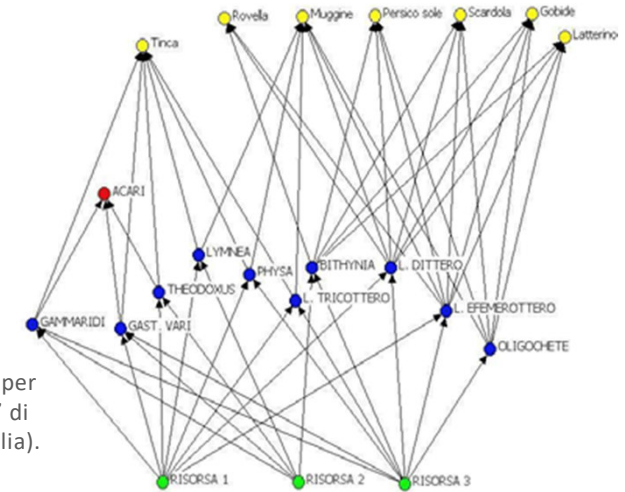 Rovella
Muggine
Persico sole
Scardola
Gobide
Latterino
Tinca
ACARI
LYMNEA
PHYSA
BITHYNIA
L. DITTERO
THEODOXUS
L. TRICOTTERO
L. EFEMEROTTERO
GAMMARIDI
GAST. VARI
OLIGOCHETE
per
di
lia).
RISORSA 1
RISORSA 2
RISORSA 3